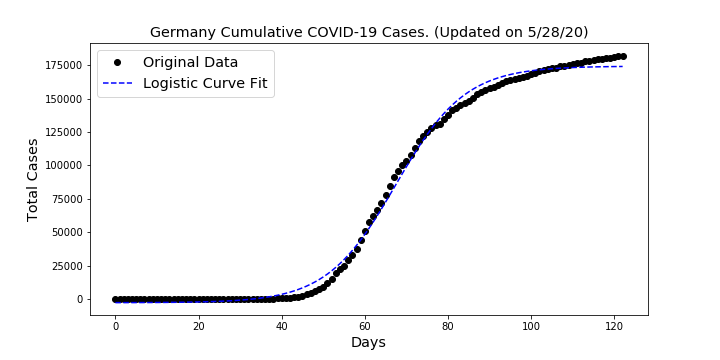 Germany Cumulative COVID-19 Cases. (Updated on 5/28/20)
Original Data
Logistic Curve Fit
Total Cases
175000
150000
125000
100000
75000
50000
25000
0
0 20 40 60 80 100 120
Days